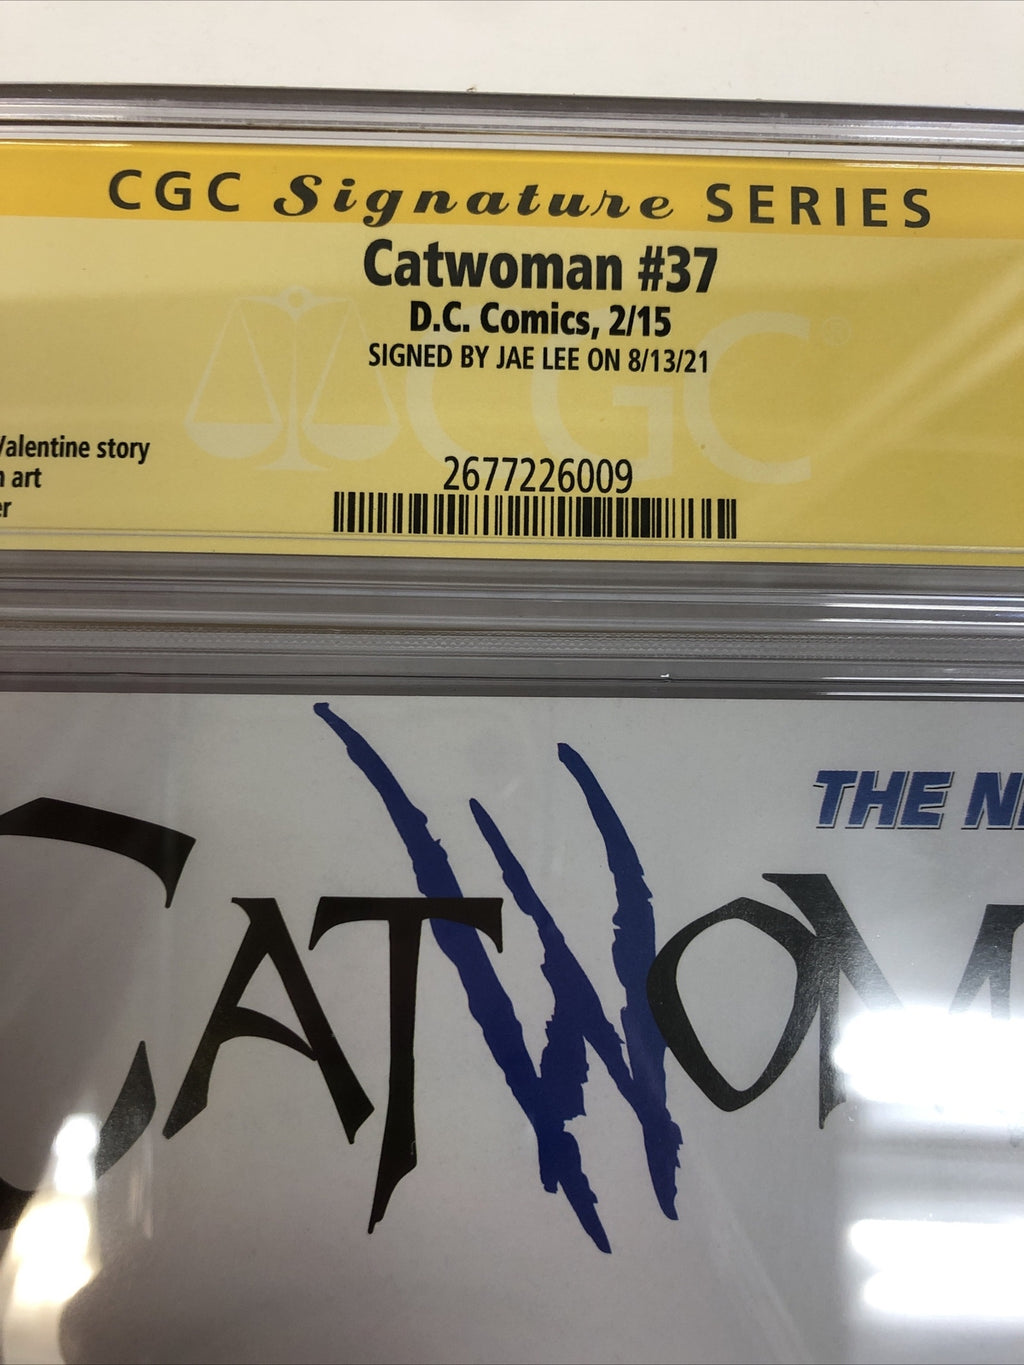 CGC Signature SERIES
Catwoman #37
D.C. Comics, 2/15
SIGNED BY JAE LEE ON 8/13/21
CGC
Valentine story
art
2677226009
THE
CATWOM